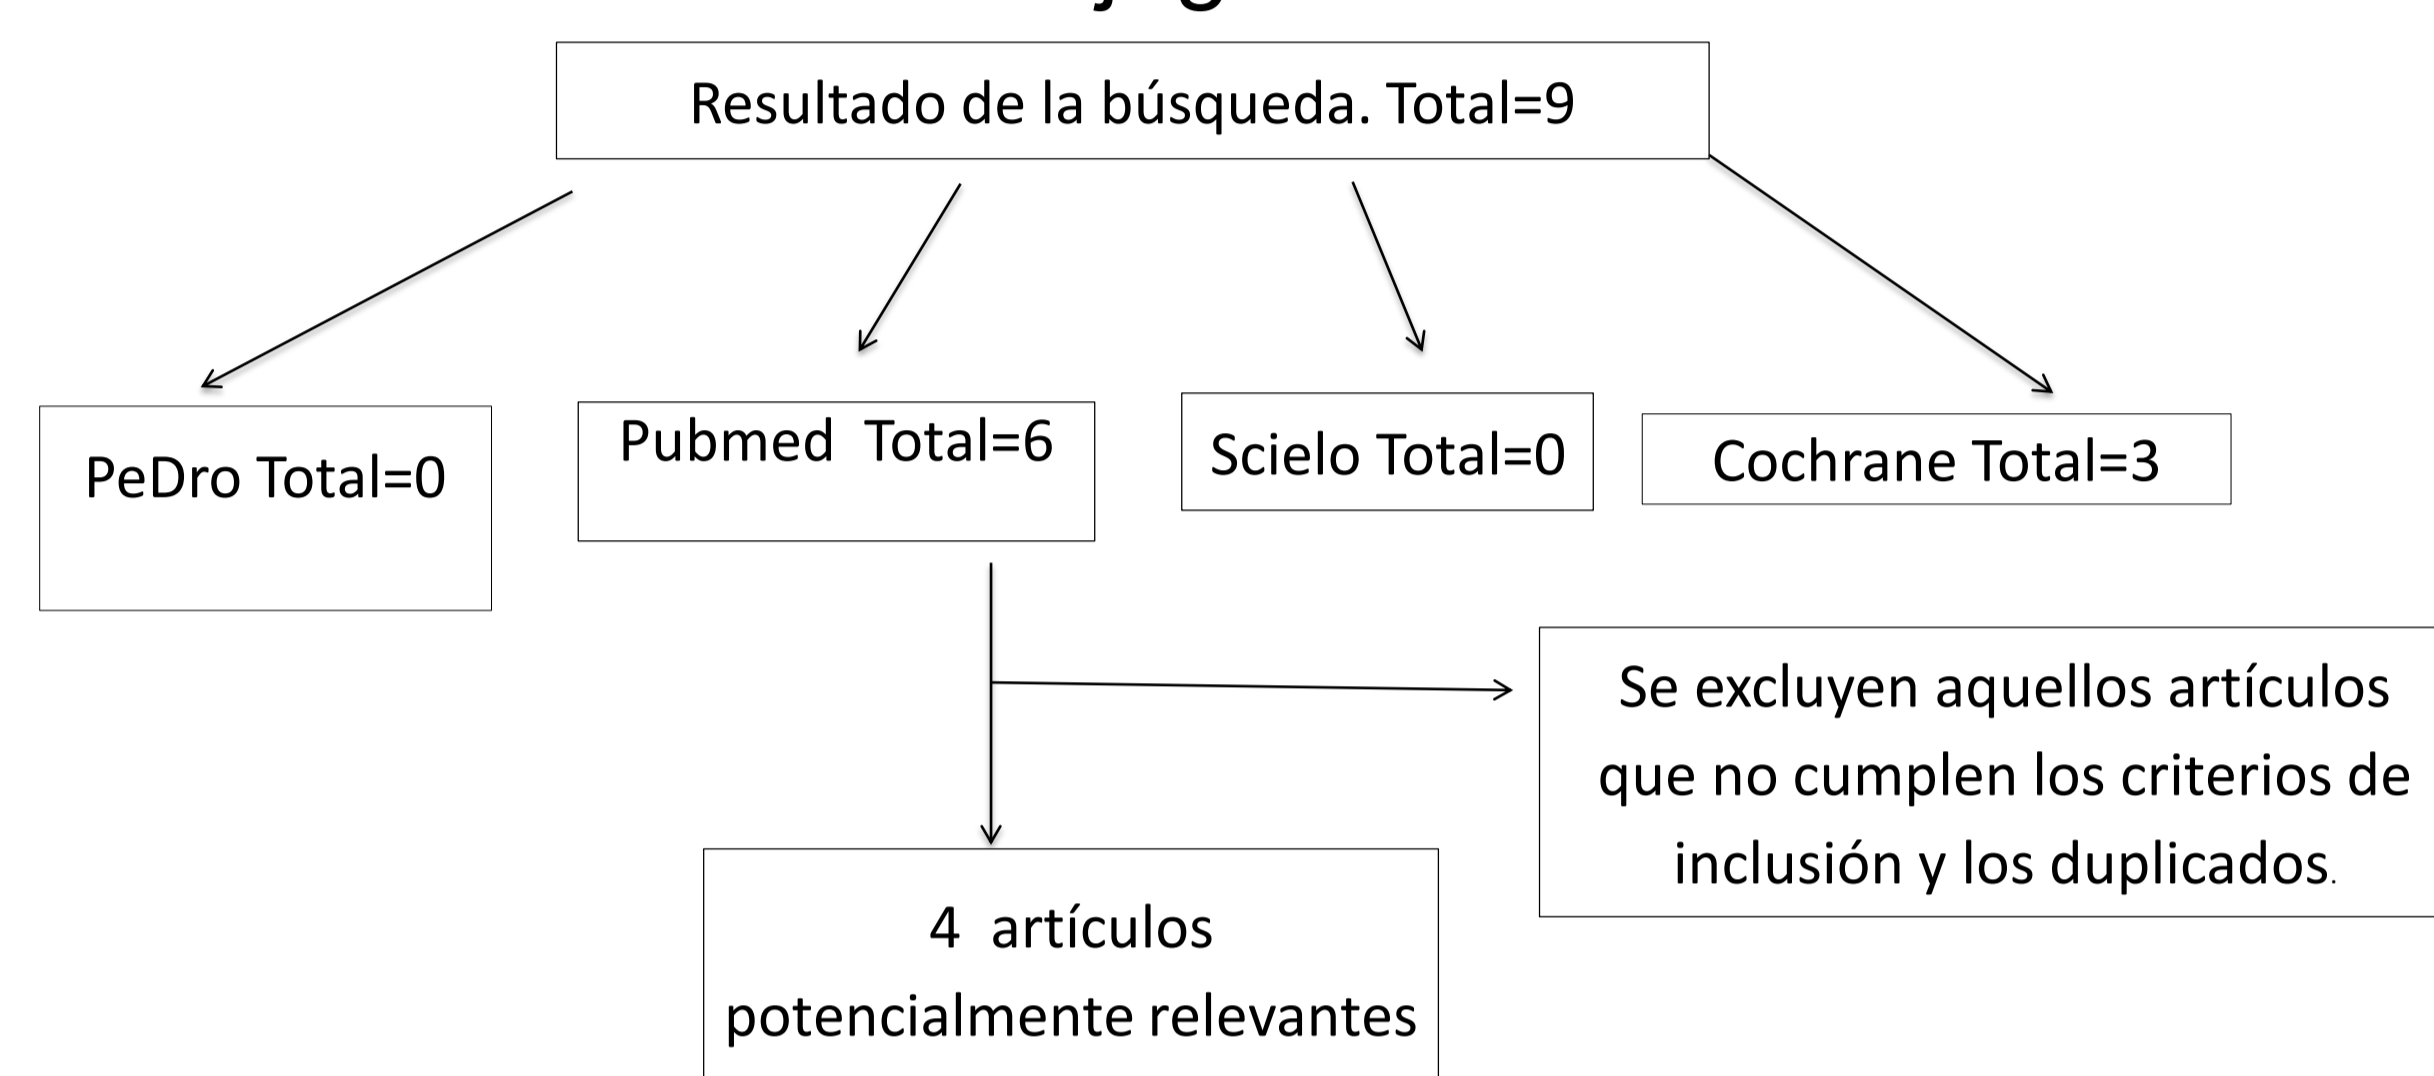 Resultado de la búsqueda. Total=9
PeDro Total=0
Pubmed  Total=6
Scielo Total=0
Cochrane Total=3
Se excluyen aquellos artículos
que no cumplen los criterios de
inclusión y los duplicados.
4  artículos
potencialmente relevantes